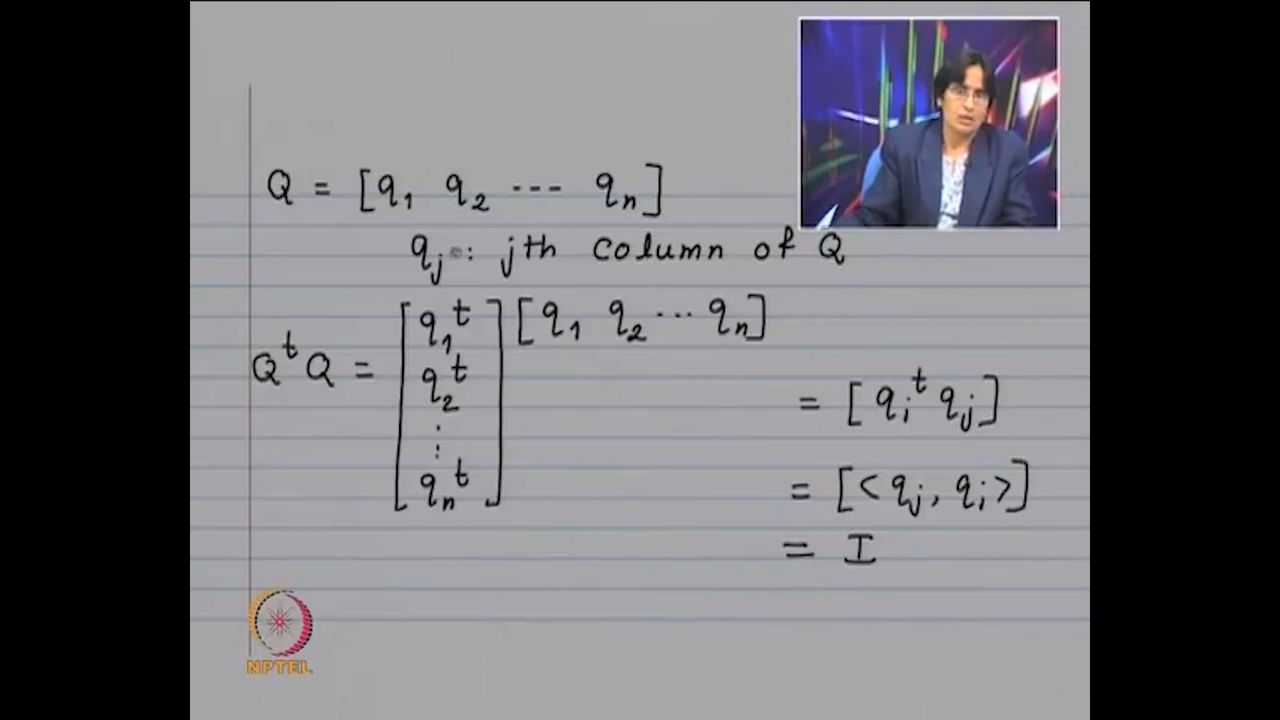 Q = [q₁ q₂ --- qₙ]
qⱼ : jth column of Q
QᵗQ = [q₁ᵗ q₂ᵗ ⋮ qₙᵗ] [q₁ q₂ ⋯ qₙ]
= [qᵢᵗ qⱼ]
= [<qⱼ, qᵢ>]
= I
NPTEL